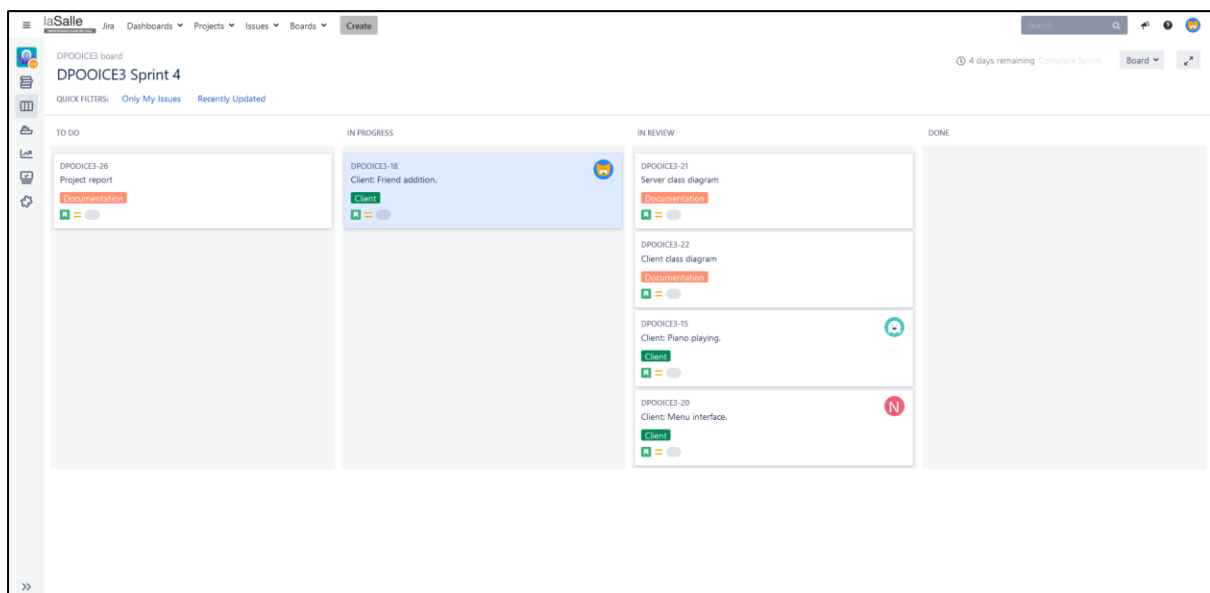 laSalle
Jira Dashboards Projects Issues Boards Create
Search
DPOOICE3 board
DPOOICE3 Sprint 4
4 days remaining Complete Sprint
Board
QUICK FILTERS: Only My Issues Recently Updated
TO DO
DPOOICE3-26
Project report
Documentation
IN PROGRESS
DPOOICE3-18
Client: Friend addition.
Client
IN REVIEW
DPOOICE3-21
Server class diagram
Documentation
DPOOICE3-22
Client class diagram
Documentation
DPOOICE3-15
Client: Piano playing.
Client
DPOOICE3-20
Client: Menu interface.
N
Client
DONE